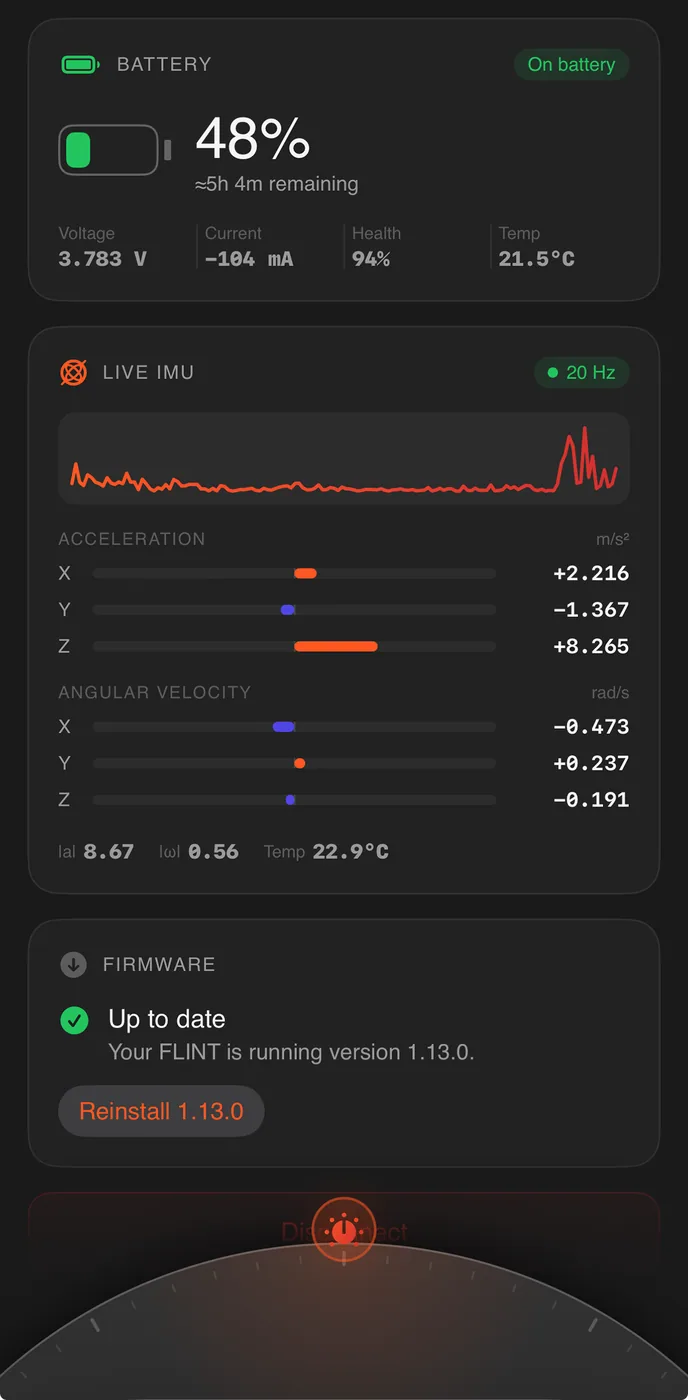 BATTERY
On battery
48%
≈5h 4m remaining
Voltage Current Health Temp
3.783 V −104 mA 94% 21.5°C
LIVE IMU
20 Hz
ACCELERATION m/s²
X +2.216
Y −1.367
Z +8.265
ANGULAR VELOCITY rad/s
X −0.473
Y +0.237
Z −0.191
|a| 8.67 |ω| 0.56 Temp 22.9°C
FIRMWARE
Up to date
Your FLINT is running version 1.13.0.
Reinstall 1.13.0